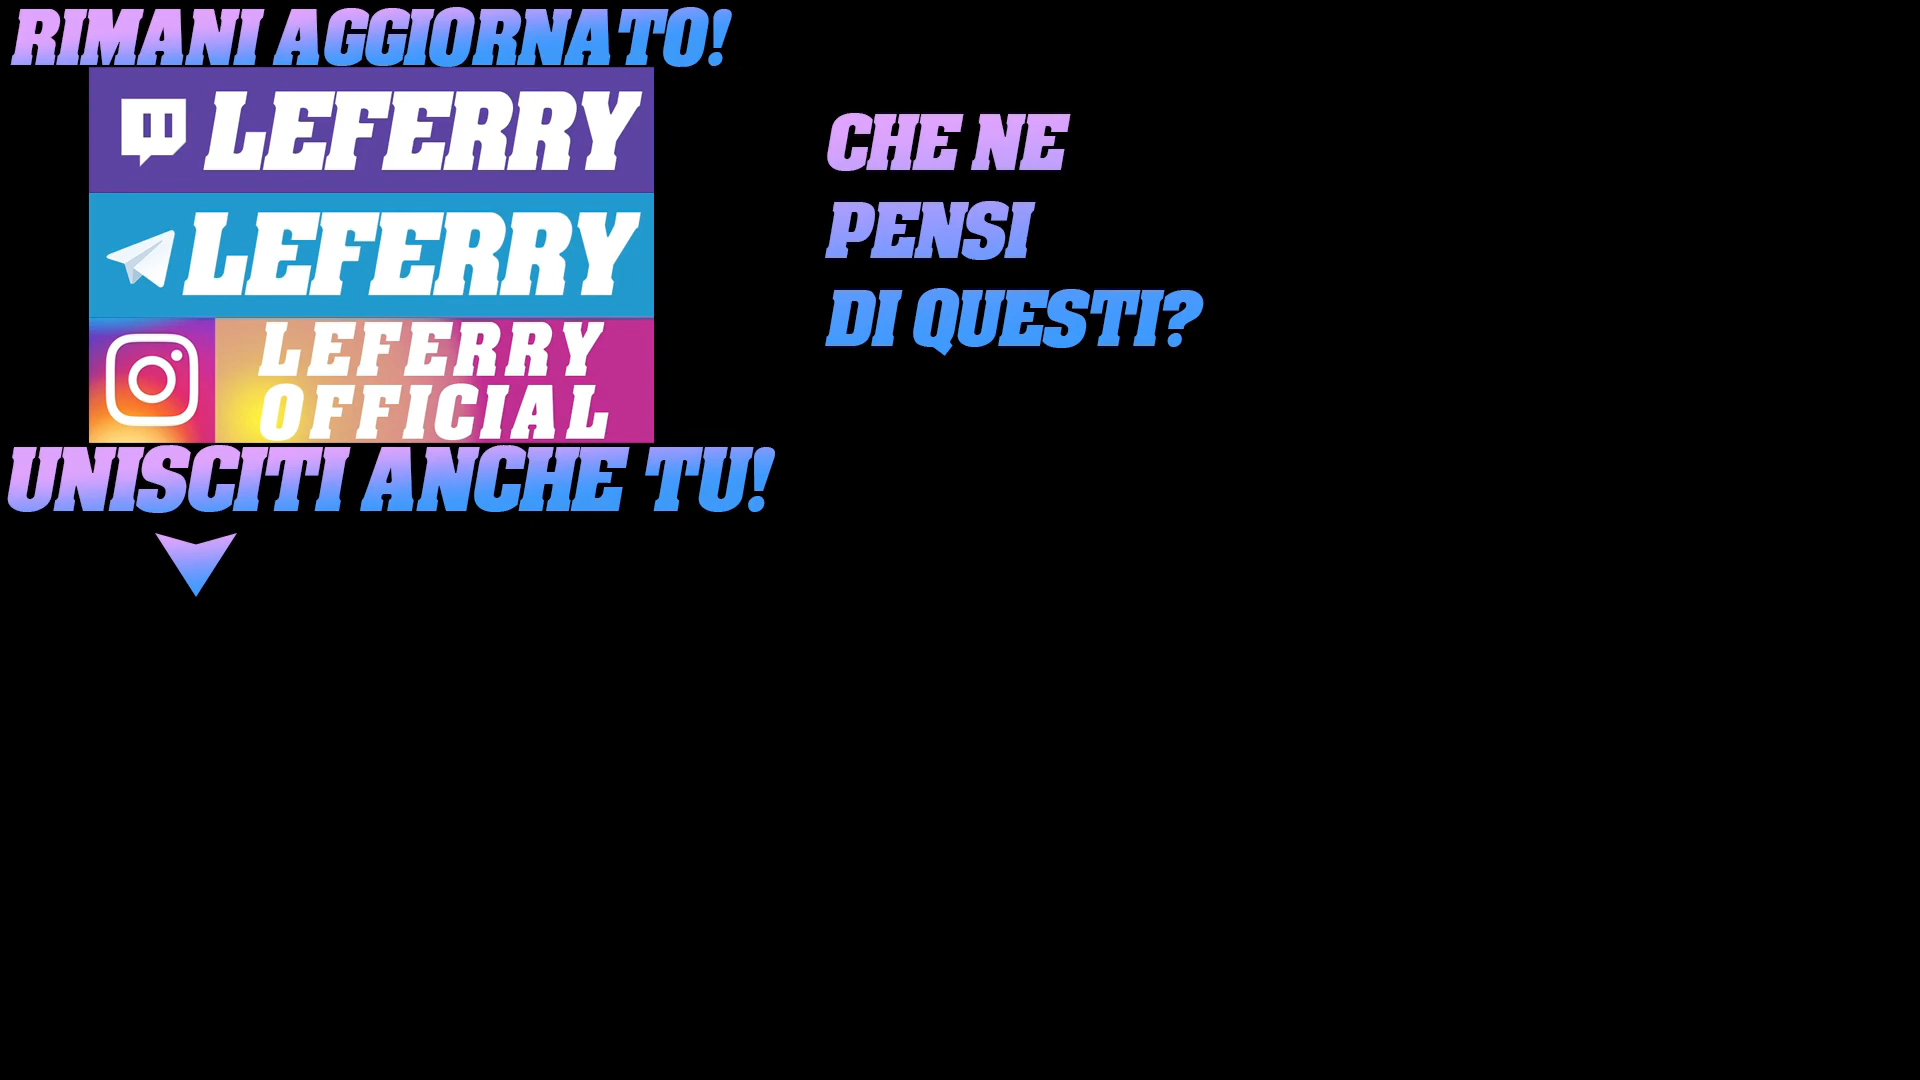 RIMANI AGGIORNATO!
LEFERRY
LEFERRY
LEFERRY
OFFICIAL
UNISCITI ANCHE TU!
CHE NE
PENSI
DI QUESTI?